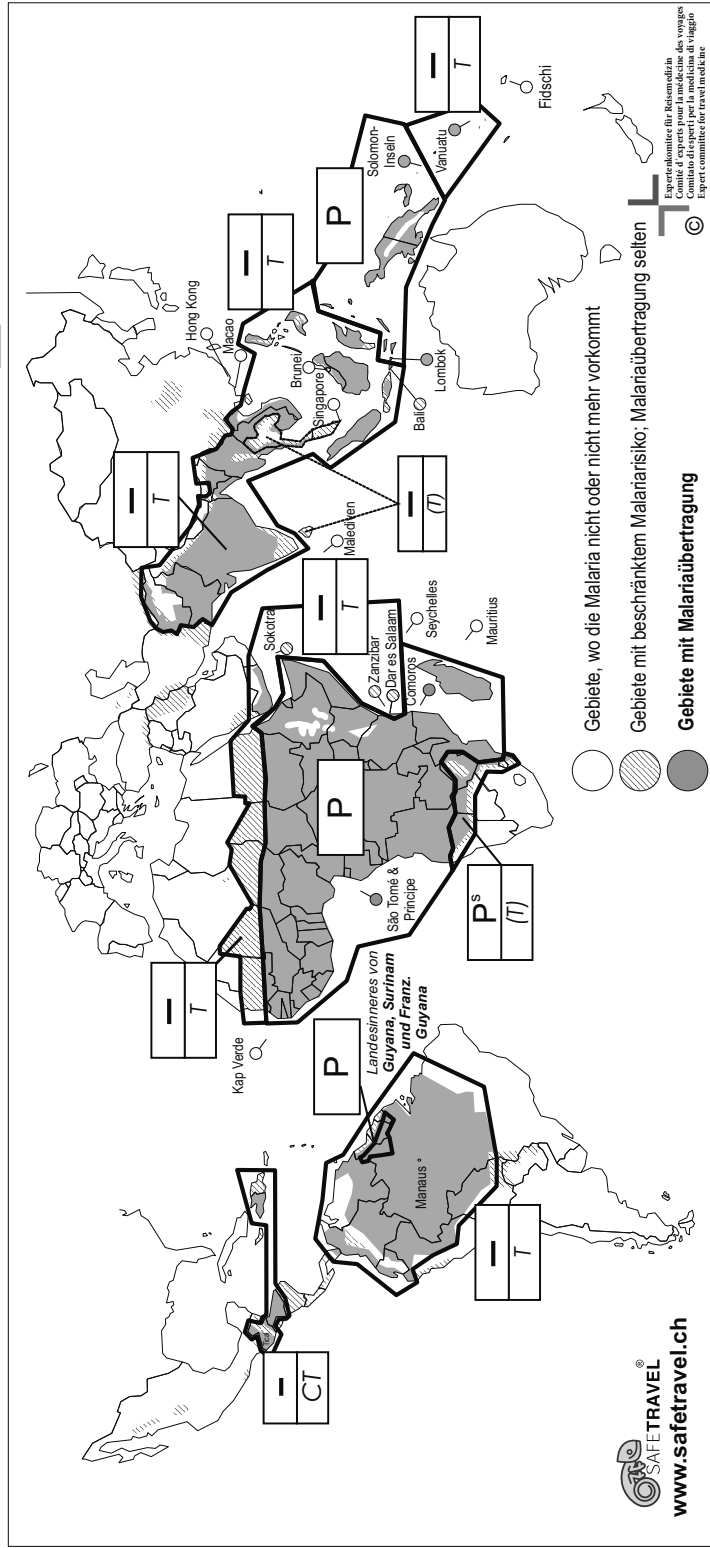 –
CT
–
T
Manaus
P
Landesinneres von
Guyana, Surinam
und Franz.
Guyana
Kap Verde
–
T
São Tomé &
Principe
P
P s
(T)
Sokotra
–
T
Zanzibar
Dar es Salaam
Comoros
Seychelles
Mauritius
–
T
Malediven
–
(T)
Hong Kong
Macao
Brunei
Singapore
Bali
Lombok
–
T
P
Solomon-
Inseln
Vanuatu
–
T
Fidschi
Gebiete, wo die Malaria nicht oder nicht mehr vorkommt
Gebiete mit beschränktem Malariarisiko; Malariaübertragung selten
Gebiete mit Malariaübertragung
SAFETRAVEL ®
www.safetravel.ch
©
Expertenkomitee für Reisemedizin
Comité d'experts pour la médecine des voyages
Comitato di esperti per la medicina di viaggio
Expert committee for travel medicine